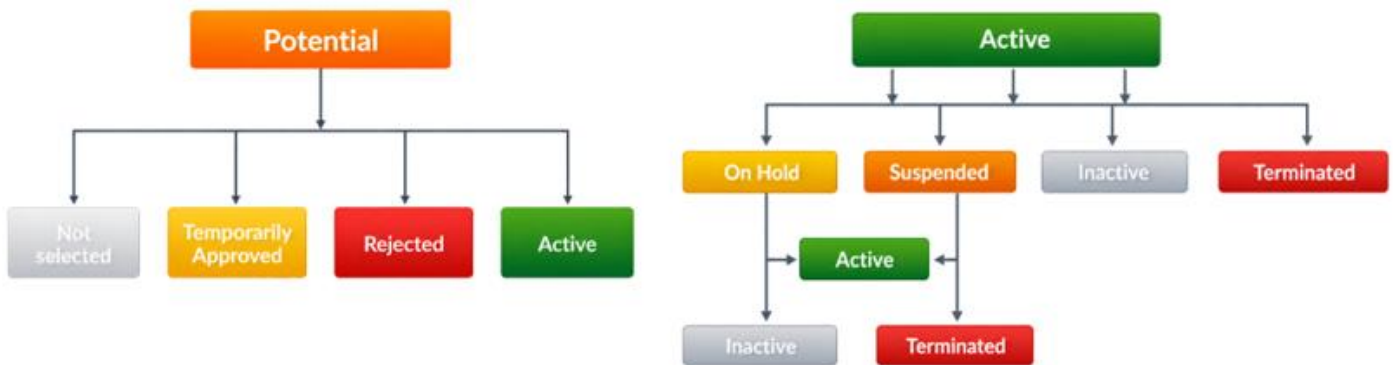 Potential
Not
selected
Temporarily
Approved
Rejected
Active
Active
On Hold
Suspended
Inactive
Terminated
Active
Inactive
Terminated